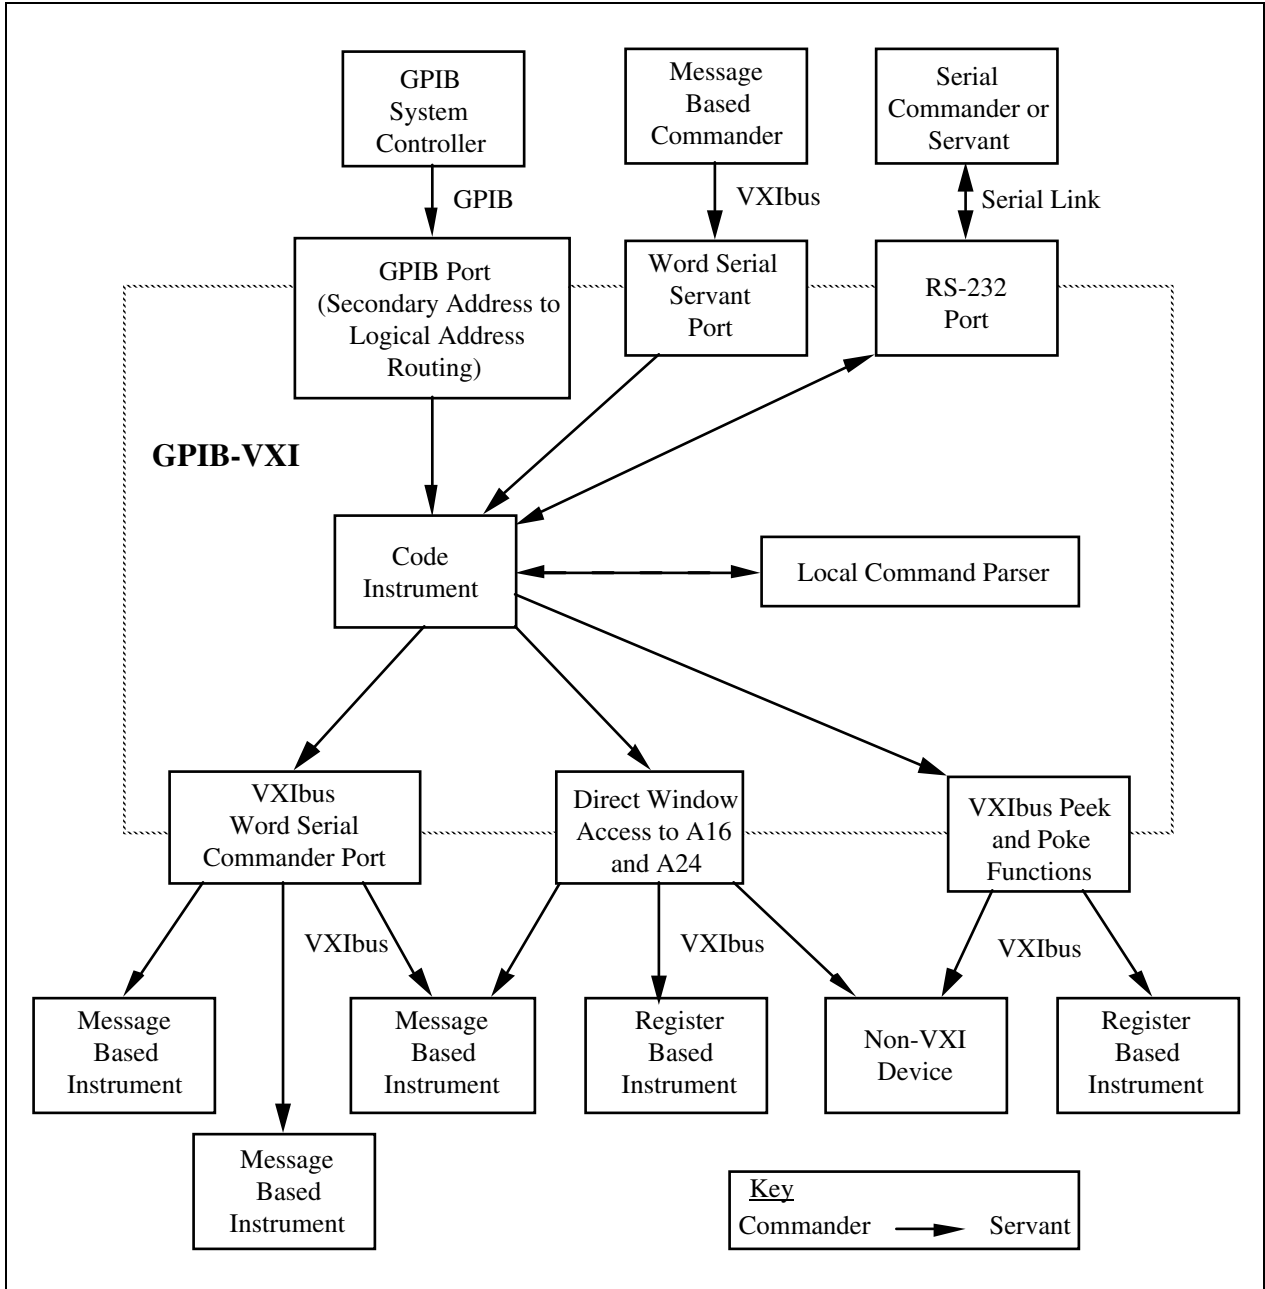 GPIB
System
Controller
Message
Based
Commander
Serial
Commander or
Servant
GPIB
VXIbus
Serial Link
GPIB Port
(Secondary Address to
Logical Address
Routing)
Word Serial
Servant
Port
RS-232
Port
GPIB-VXI
Code
Instrument
Local Command Parser
VXIbus
Word Serial
Commander Port
Direct Window
Access to A16
and A24
VXIbus Peek
and Poke
Functions
VXIbus
VXIbus
VXIbus
Message
Based
Instrument
Message
Based
Instrument
Register
Based
Instrument
Non-VXI
Device
Register
Based
Instrument
Message
Based
Instrument
Key
Commander
Servant